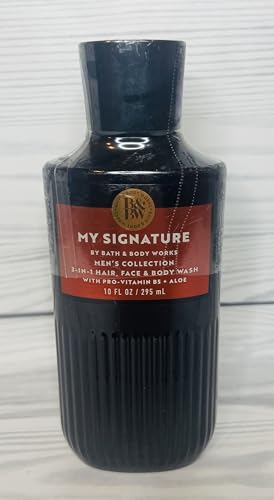 B&
BW
MY SIGNATURE
BY BATH & BODY WORKS
MEN'S COLLECTION
3-IN-1 HAIR, FACE & BODY WASH
WITH PRO-VITAMIN B5 + ALOE
10 FL OZ / 295 mL